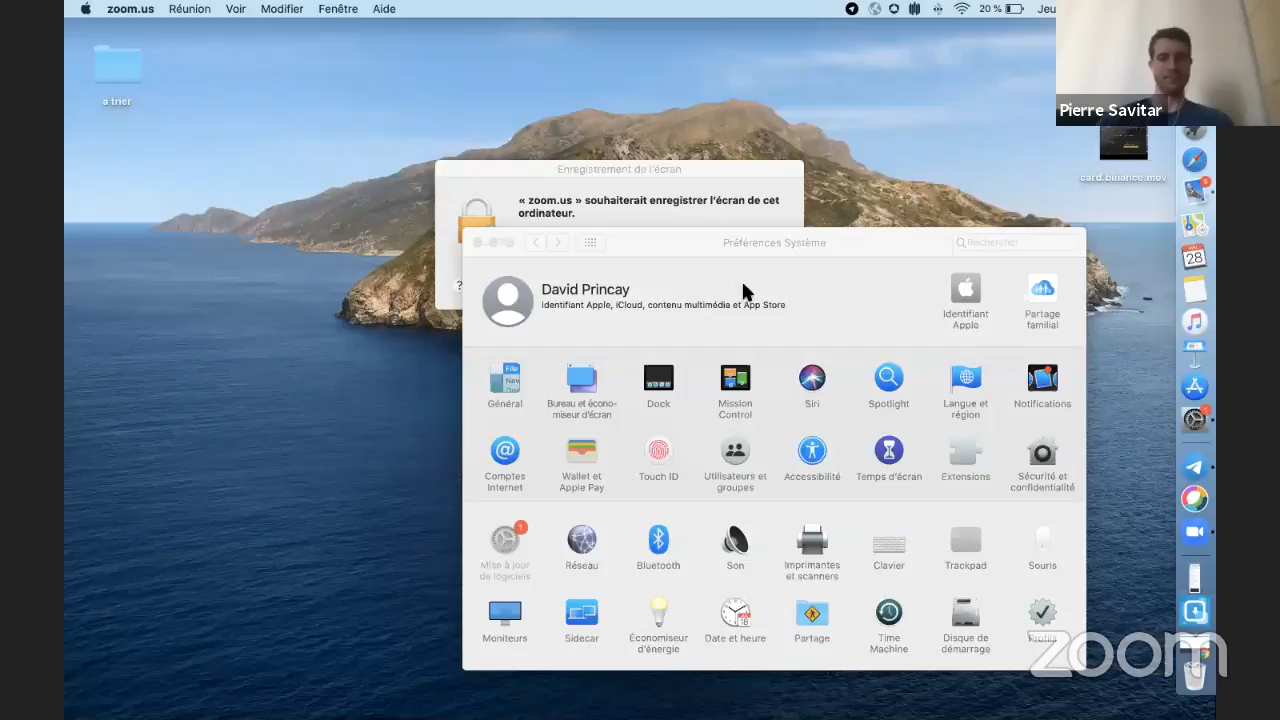 zoom.us Réunion Voir Modifier Fenêtre Aide
20 %
Jeu
a trier
Pierre Savitar
card.binance.mov
Enregistrement de l'écran
« zoom.us » souhaiterait enregistrer l'écran de cet
ordinateur.
?
Préférences Système
Rechercher
David Princay
Identifiant Apple, iCloud, contenu multimédia et App Store
Identifiant
Apple
Partage
familial
File
New
Général
Bureau et écono-
miseur d'écran
Dock
Mission
Control
Siri
Spotlight
Langue et
région
Notifications
Comptes
Internet
Wallet et
Apple Pay
Touch ID
Utilisateurs et
groupes
Accessibilité
Temps d'écran
Extensions
Sécurité et
confidentialité
1
Mise à jour
de logiciels
Réseau
Bluetooth
Son
Imprimantes
et scanners
Clavier
Trackpad
Souris
Moniteurs
Sidecar
Économiseur
d'énergie
18
Date et heure
Partage
Time
Machine
Disque de
démarrage
Profils
28
zoom